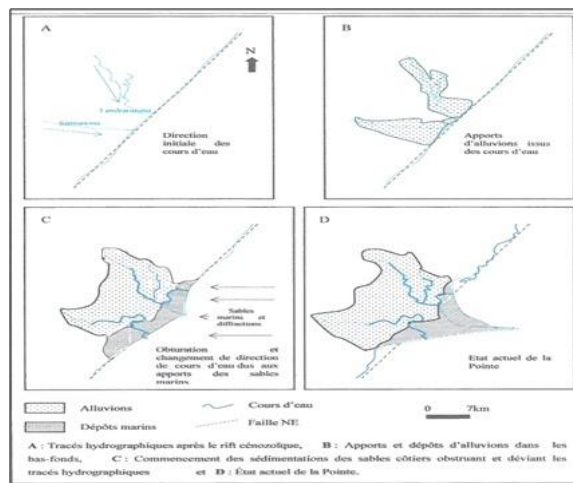 A
N
Direction
initiale des
cours d'eau
B
Apports
d'alluvions issus
des cours d'eau
C
Sables
marins et
diffractions
Obturation et
changement de direction
de cours d'eau dus aux
apports des sables
marins.
D
Etat actuel de la
Pointe
Alluvions
Cours d'eau
0 7km
Dépôts marins
Faille NE
A : Tracés hydrographiques après le rift cénozoïque, B : Apports et dépôts d'alluvions dans les
bas-fonds, C : Commencement des sédimentations des sables côtiers obstruant et déviant les
tracés hydrographiques et D : État actuel de la Pointe.